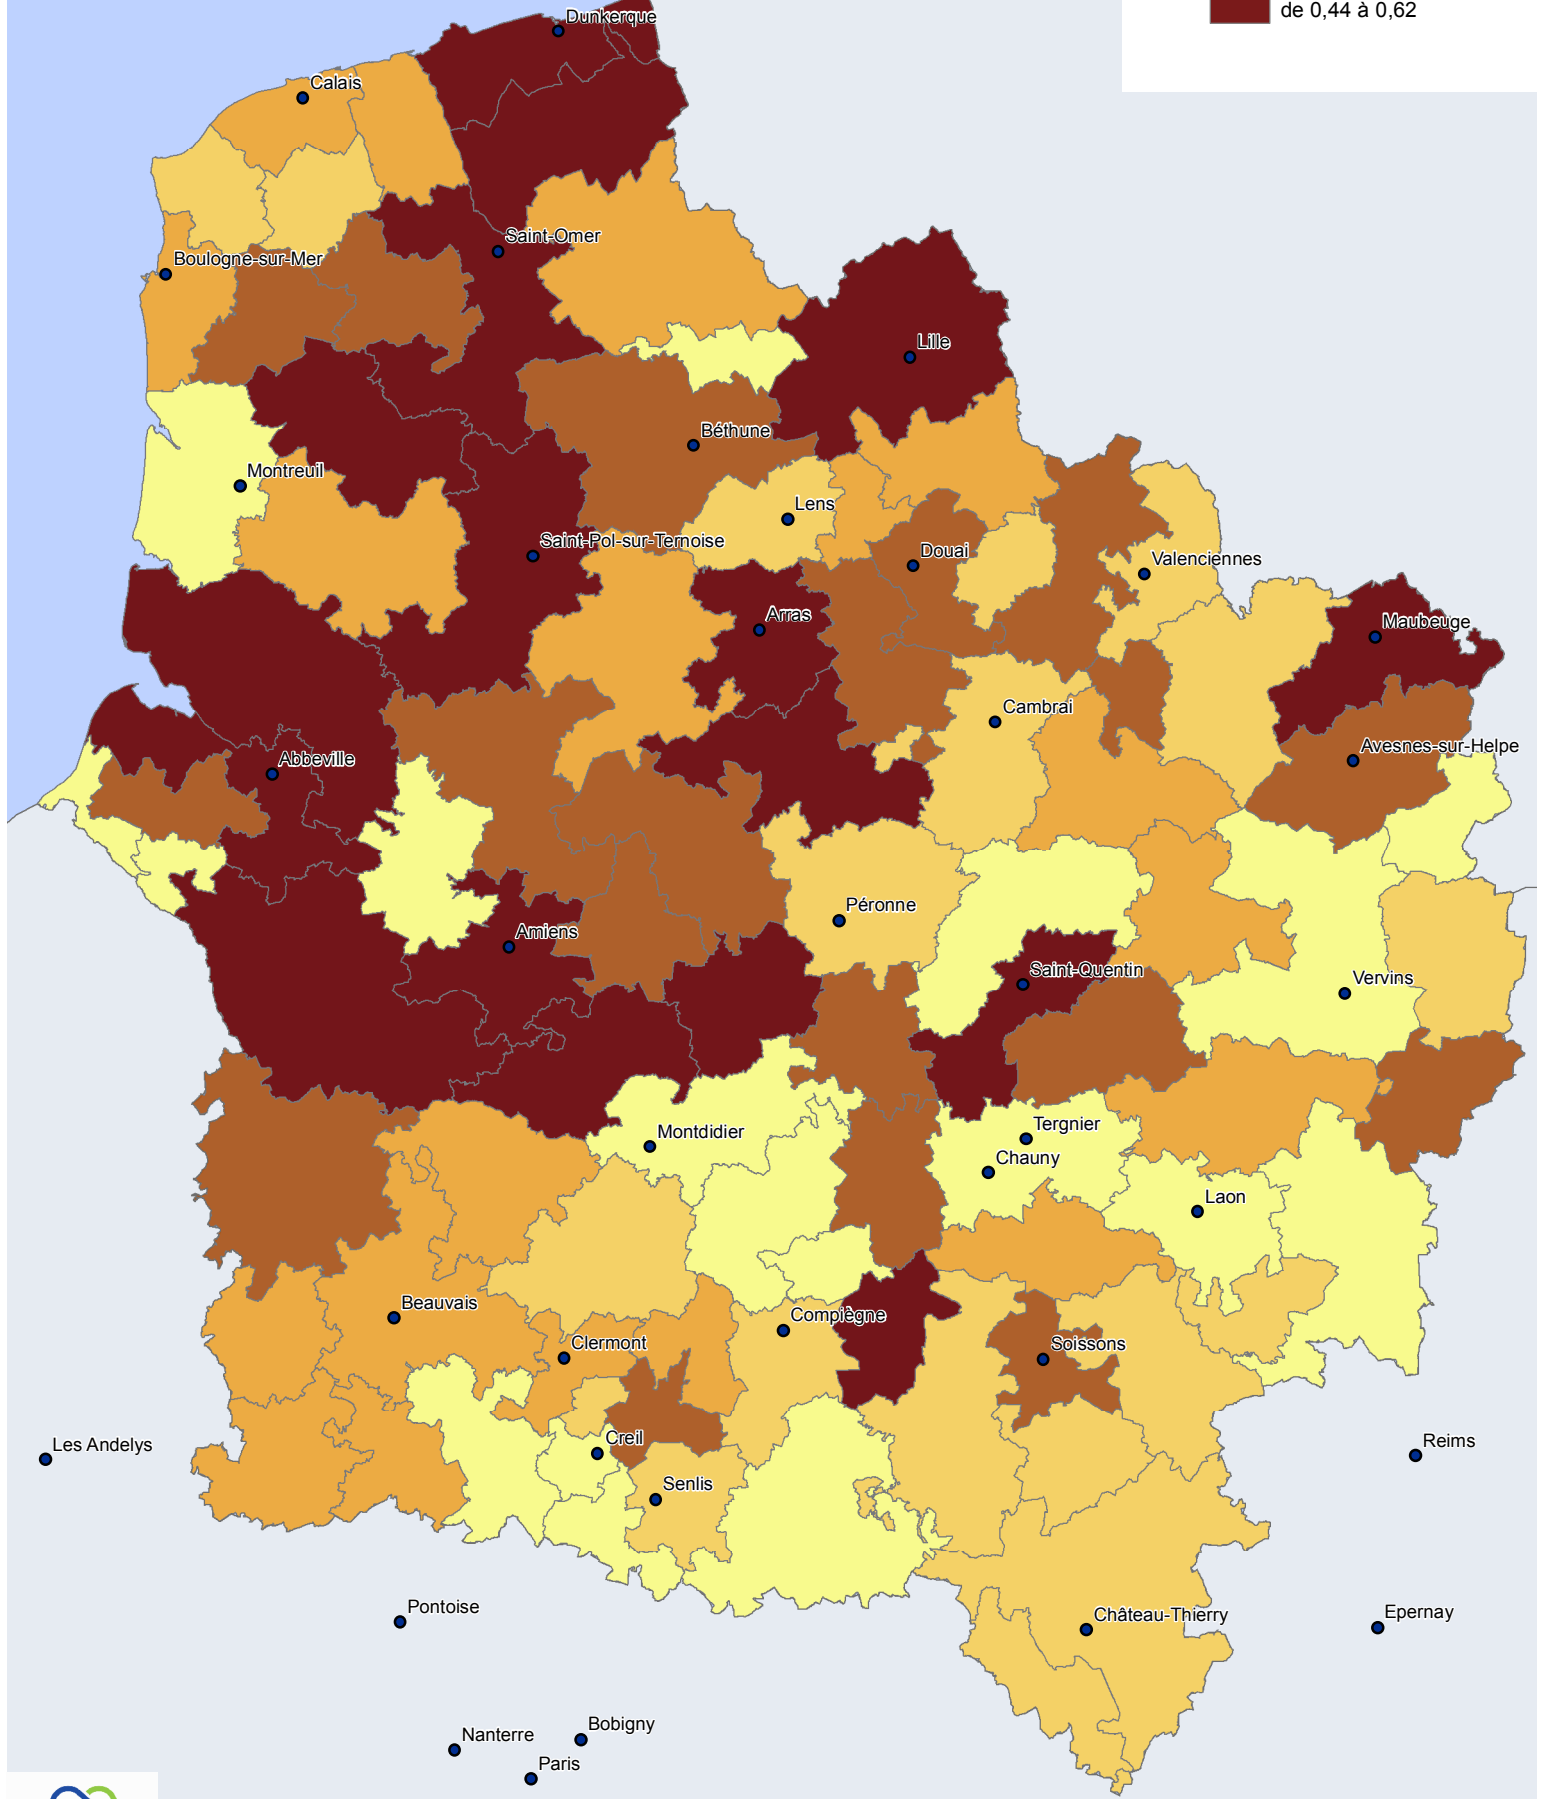 de 0,44 à 0,62
Dunkerque
Calais
Saint-Omer
Boulogne-sur-Mer
Lille
Béthune
Montreuil
Lens
Saint-Pol-sur-Ternoise
Douai
Valenciennes
Arras
Maubeuge
Cambrai
Avesnes-sur-Helpe
Abbeville
Péronne
Amiens
Saint-Quentin
Vervins
Tergnier
Montdidier
Chauny
Laon
Beauvais
Compiègne
Clermont
Soissons
Creil
Les Andelys
Reims
Senlis
Pontoise
Château-Thierry
Epernay
Bobigny
Nanterre
Paris